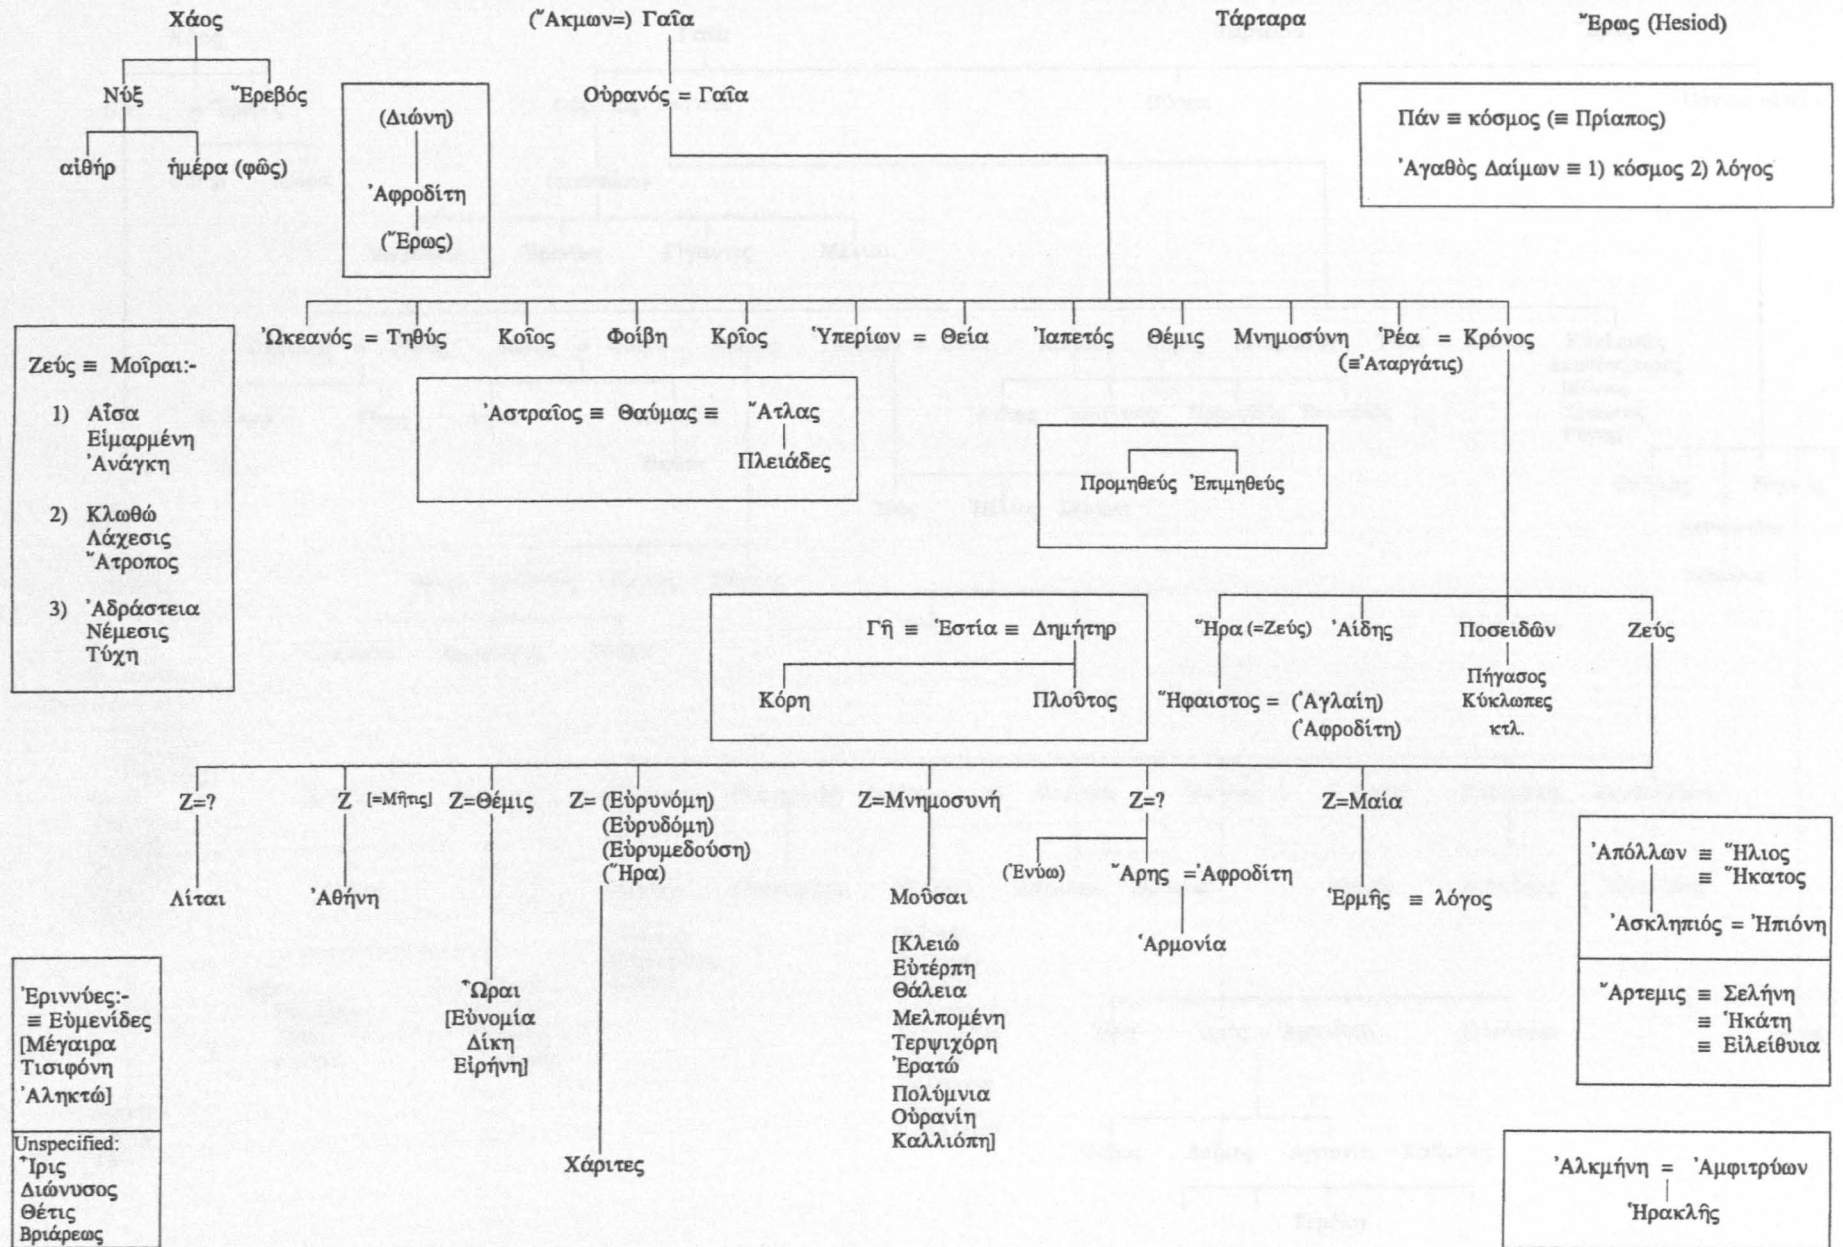 Χάος
(Ἄκμων=) Γαῖα
Τάρταρα
Ἔρως (Hesiod)
Νύξ
Ἔρεβός
Οὐρανός = Γαῖα
αἰθήρ
ἡμέρα (φῶς)
(Διώνη)
Ἀφροδίτη
(Ἔρως)
Πάν ≡ κόσμος (≡ Πρίαπος)
Ἀγαθὸς Δαίμων ≡ 1) κόσμος 2) λόγος
Ὠκεανός = Τηθύς
Κοῖος
Φοίβη
Κρῖος
Ὑπερίων = Θεία
Ἰαπετός
Θέμις
Μνημοσύνη
Ῥέα = Κρόνος
(≡Ἀταργάτις)
Ζεύς ≡ Μοῖραι:-
1) Αἶσα
Εἱμαρμένη
Ἀνάγκη
2) Κλωθώ
Λάχεσις
Ἄτροπος
3) Ἀδράστεια
Νέμεσις
Τύχη
Ἀστραῖος ≡ Θαύμας ≡ Ἄτλας
Πλειάδες
Προμηθεύς Ἐπιμηθεύς
Γῆ ≡ Ἑστία ≡ Δημήτηρ
Κόρη
Πλοῦτος
Ἥρα (=Ζεύς)
Ἀίδης
Ποσειδῶν
Ζεύς
Ἥφαιστος = (Ἀγλαίη)
(Ἀφροδίτη)
Πήγασος
Κύκλωπες
κτλ.
Ζ=?
Ζ [=Μῆτις]
Ζ=Θέμις
Ζ= (Εὐρυνόμη)
(Εὐρυδόμη)
(Εὐρυμεδούση)
(Ἥρα)
Ζ=Μνημοσυνή
Ζ=?
Ζ=Μαία
Λίται
Ἀθήνη
Μοῦσαι
(Ἐνύω)
Ἄρης =Ἀφροδίτη
Ἑρμῆς ≡ λόγος
Ἁρμονία
Ὧραι
[Εὐνομία
Δίκη
Εἰρήνη]
Χάριτες
[Κλειώ
Εὐτέρπη
Θάλεια
Μελπομένη
Τερψιχόρη
Ἐρατώ
Πολύμνια
Οὐρανίη
Καλλιόπη]
Ἀπόλλων ≡ Ἥλιος
≡ Ἥκατος
Ἀσκληπιός = Ἠπιόνη
Ἄρτεμις ≡ Σελήνη
≡ Ἡκάτη
≡ Εἰλείθυια
Ἐριννύες:-
≡ Εὐμενίδες
[Μέγαιρα
Τισιφόνη
Ἀληκτώ]
Unspecified:
Ἶρις
Διώνυσος
Θέτις
Βριάρεως
Ἀλκμήνη = Ἀμφιτρύων
Ἡρακλῆς